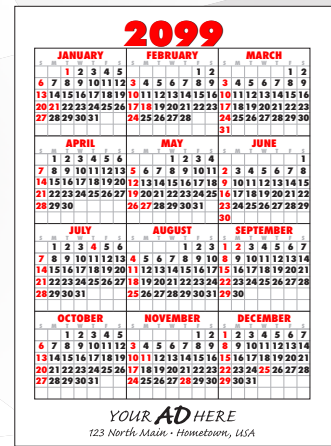 2099
JANUARY
S M T W T F S
1 2 3 4 5
6 7 8 9 10 11 12
13 14 15 16 17 18 19
20 21 22 23 24 25 26
27 28 29 30 31
FEBRUARY
S M T W T F S
1 2
3 4 5 6 7 8 9
10 11 12 13 14 15 16
17 18 19 20 21 22 23
24 25 26 27 28
MARCH
S M T W T F S
1 2
3 4 5 6 7 8 9
10 11 12 13 14 15 16
17 18 19 20 21 22 23
24 25 26 27 28 29 30
31
APRIL
S M T W T F S
1 2 3 4 5 6
7 8 9 10 11 12 13
14 15 16 17 18 19 20
21 22 23 24 25 26 27
28 29 30
MAY
S M T W T F S
1 2 3 4
5 6 7 8 9 10 11
12 13 14 15 16 17 18
19 20 21 22 23 24 25
26 27 28 29 30 31
JUNE
S M T W T F S
1
2 3 4 5 6 7 8
9 10 11 12 13 14 15
16 17 18 19 20 21 22
23 24 25 26 27 28 29
30
JULY
S M T W T F S
1 2 3 4 5 6
7 8 9 10 11 12 13
14 15 16 17 18 19 20
21 22 23 24 25 26 27
28 29 30 31
AUGUST
S M T W T F S
1 2 3
4 5 6 7 8 9 10
11 12 13 14 15 16 17
18 19 20 21 22 23 24
25 26 27 28 29 30 31
SEPTEMBER
S M T W T F S
1 2 3 4 5 6 7
8 9 10 11 12 13 14
15 16 17 18 19 20 21
22 23 24 25 26 27 28
29 30
OCTOBER
S M T W T F S
1 2 3 4 5
6 7 8 9 10 11 12
13 14 15 16 17 18 19
20 21 22 23 24 25 26
27 28 29 30 31
NOVEMBER
S M T W T F S
1 2
3 4 5 6 7 8 9
10 11 12 13 14 15 16
17 18 19 20 21 22 23
24 25 26 27 28 29 30
DECEMBER
S M T W T F S
1 2 3 4 5 6 7
8 9 10 11 12 13 14
15 16 17 18 19 20 21
22 23 24 25 26 27 28
29 30 31
YOUR AD HERE
123 North Main • Hometown, USA